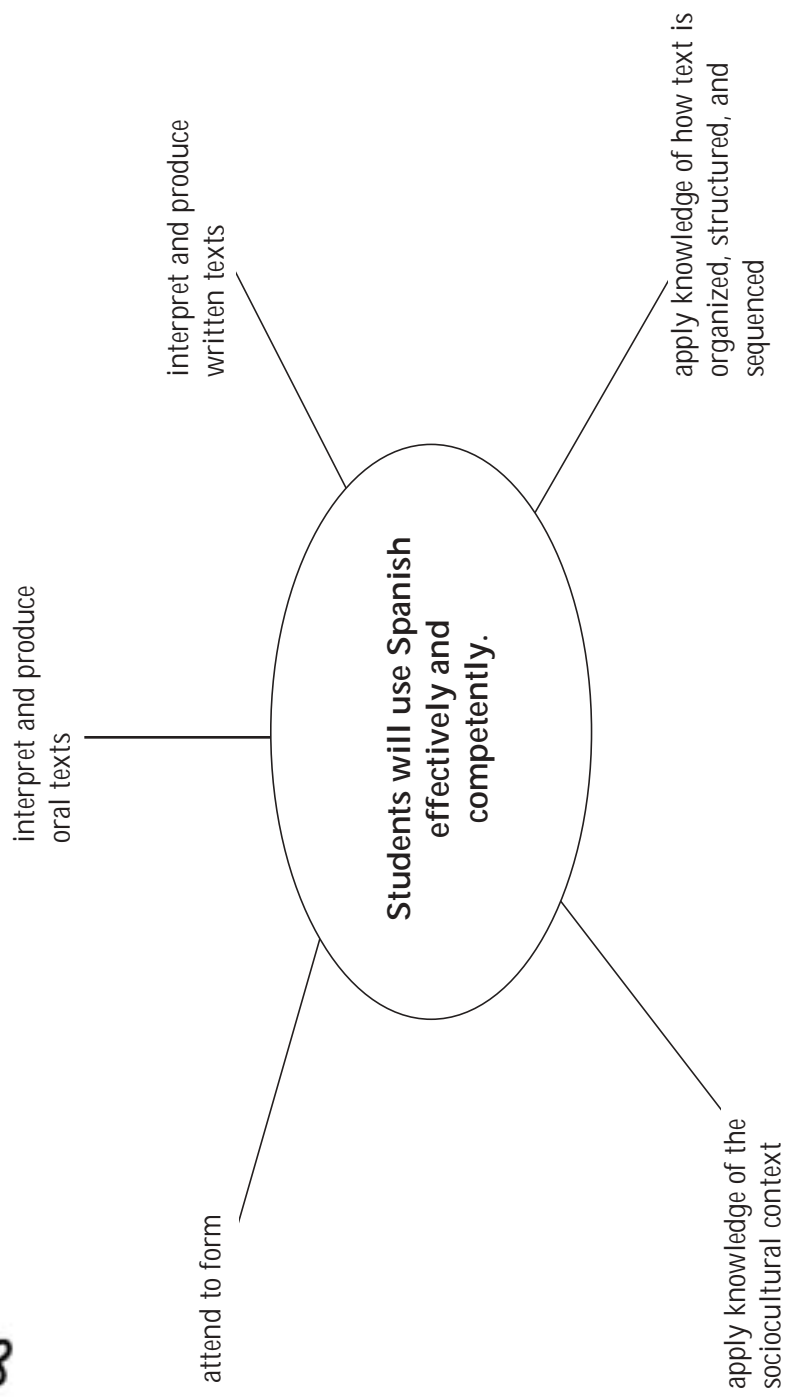 interpret and produce
oral texts
attend to form
interpret and produce
written texts
Students will use Spanish
effectively and
competently.
apply knowledge of the
sociocultural context
apply knowledge of how text is
organized, structured, and
sequenced